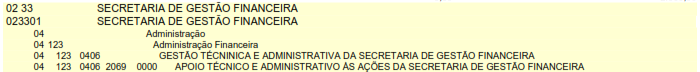 02 33 SECRETARIA DE GESTÃO FINANCEIRA
023301 SECRETARIA DE GESTÃO FINANCEIRA
04 Administração
04 123 Administração Financeira
04 123 0406 GESTÃO TÉCNINICA E ADMINISTRATIVA DA SECRETARIA DE GESTÃO FINANCEIRA
04 123 0406 2069 0000 APOIO TÉCNICO E ADMINISTRATIVO ÀS AÇÕES DA SECRETARIA DE GESTÃO FINANCEIRA